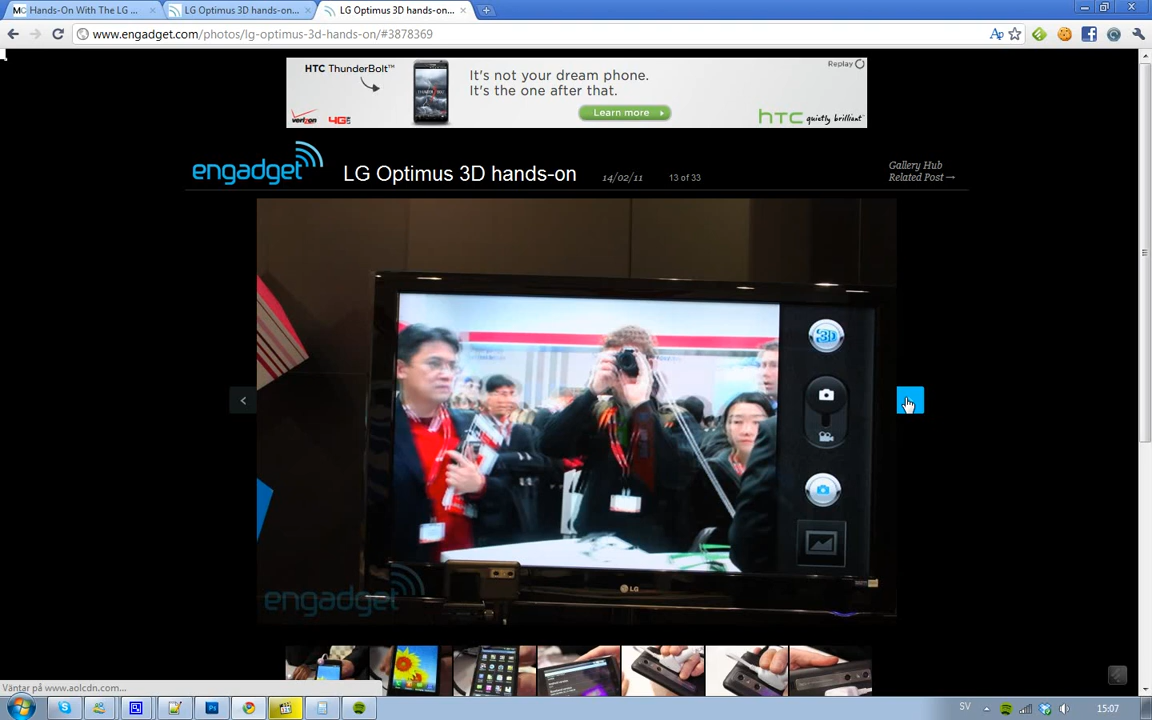 Hands-On With The LG ...
LG Optimus 3D hands-on...
LG Optimus 3D hands-on...
www.engadget.com/photos/lg-optimus-3d-hands-on/#3878369
HTC ThunderBolt™
It's not your dream phone.
It's the one after that.
Learn more
verizon
4G LTE
Replay
htc quietly brilliant
engadget
LG Optimus 3D hands-on
14/02/11
13 of 33
Gallery Hub
Related Post →
3D
LG
engadget
Väntar på www.aolcdn.com...
SV
15:07